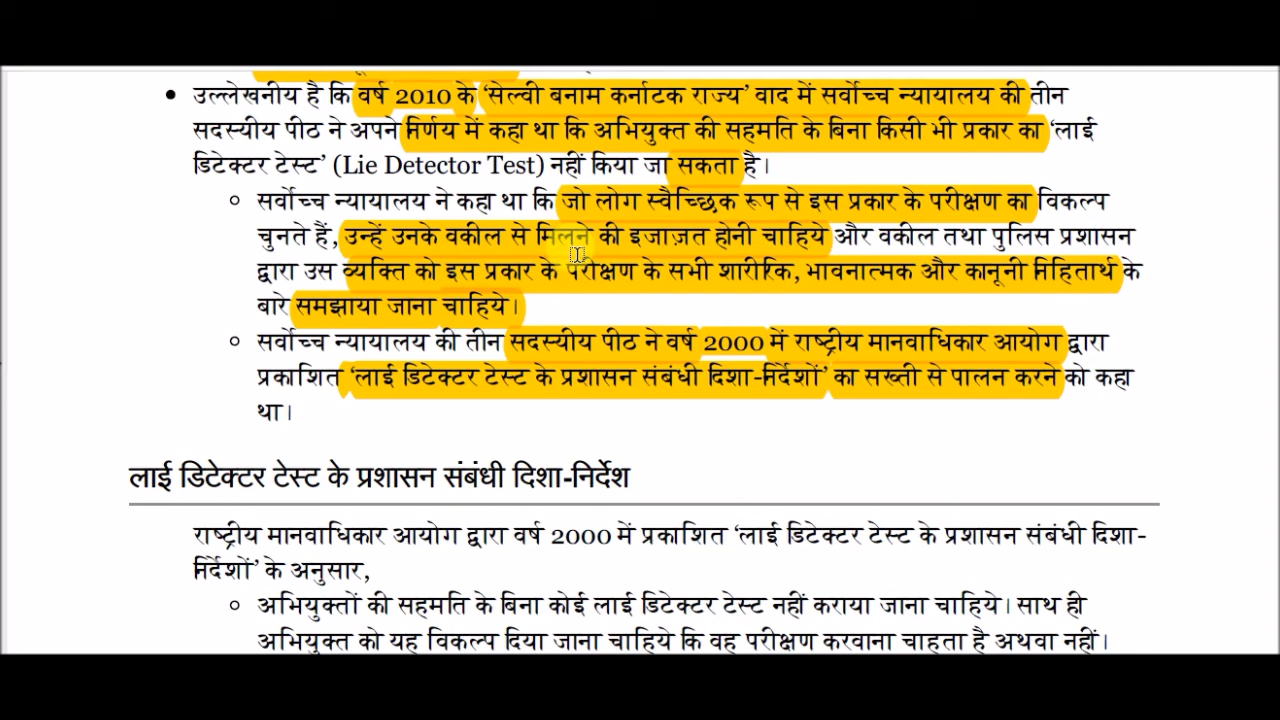 • उल्लेखनीय है कि वर्ष 2010 के ‘सेल्वी बनाम कर्नाटक राज्य’ वाद में सर्वोच्च न्यायालय की तीन
सदस्यीय पीठ ने अपने निर्णय में कहा था कि अभियुक्त की सहमति के बिना किसी भी प्रकार का ‘लाई
डिटेक्टर टेस्ट’ (Lie Detector Test) नहीं किया जा सकता है।
○ सर्वोच्च न्यायालय ने कहा था कि जो लोग स्वैच्छिक रूप से इस प्रकार के परीक्षण का विकल्प
चुनते हैं, उन्हें उनके वकील से मिलने की इजाज़त होनी चाहिये और वकील तथा पुलिस प्रशासन
द्वारा उस व्यक्ति को इस प्रकार के परीक्षण के सभी शारीरिक, भावनात्मक और कानूनी निहितार्थ के
बारे समझाया जाना चाहिये।
○ सर्वोच्च न्यायालय की तीन सदस्यीय पीठ ने वर्ष 2000 में राष्ट्रीय मानवाधिकार आयोग द्वारा
प्रकाशित ‘लाई डिटेक्टर टेस्ट के प्रशासन संबंधी दिशा-निर्देशों’ का सख्ती से पालन करने को कहा
था।
लाई डिटेक्टर टेस्ट के प्रशासन संबंधी दिशा-निर्देश
राष्ट्रीय मानवाधिकार आयोग द्वारा वर्ष 2000 में प्रकाशित ‘लाई डिटेक्टर टेस्ट के प्रशासन संबंधी दिशा-
निर्देशों’ के अनुसार,
○ अभियुक्तों की सहमति के बिना कोई लाई डिटेक्टर टेस्ट नहीं कराया जाना चाहिये। साथ ही
अभियुक्त को यह विकल्प दिया जाना चाहिये कि वह परीक्षण करवाना चाहता है अथवा नहीं।